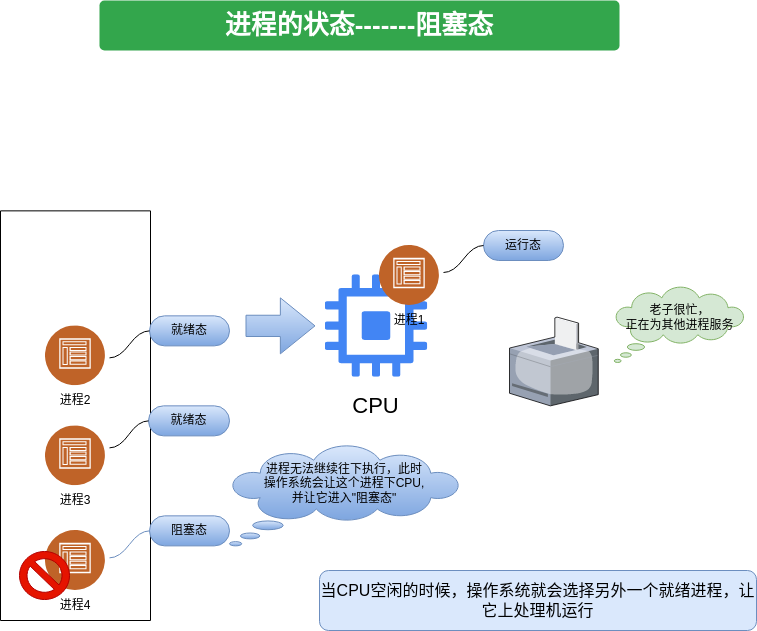 进程的状态-------阻塞态
运行态
老子很忙，
正在为其他进程服务
进程1
就绪态
进程2
CPU
就绪态
进程3
进程无法继续往下执行，此时
操作系统会让这个进程下CPU,
并让它进入"阻塞态"
阻塞态
进程4
当CPU空闲的时候，操作系统就会选择另外一个就绪进程，让
它上处理机运行